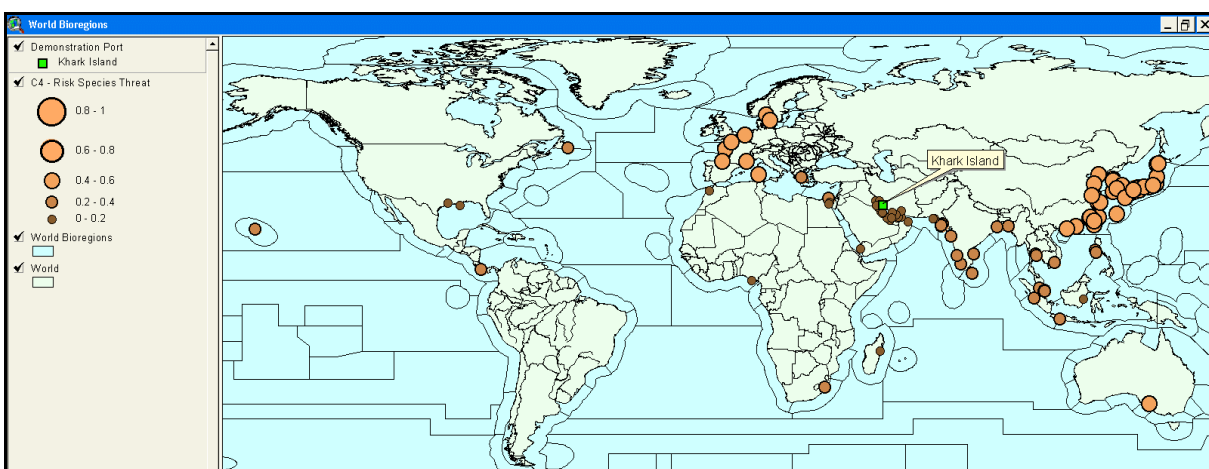 World Bioregions
Demonstration Port
Khark Island
C4 - Risk Species Threat
0.8 - 1
0.6 - 0.8
0.4 - 0.6
0.2 - 0.4
0 - 0.2
World Bioregions
World
Khark Island